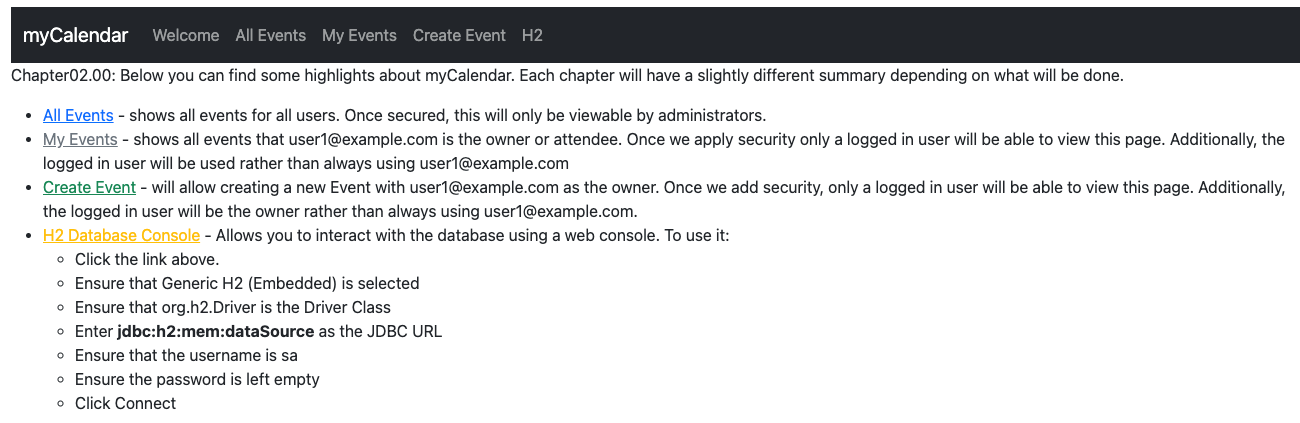 myCalendar Welcome All Events My Events Create Event H2
Chapter02.00: Below you can find some highlights about myCalendar. Each chapter will have a slightly different summary depending on what will be done.
• All Events - shows all events for all users. Once secured, this will only be viewable by administrators.
• My Events - shows all events that user1@example.com is the owner or attendee. Once we apply security only a logged in user will be able to view this page. Additionally, the
logged in user will be used rather than always using user1@example.com
• Create Event - will allow creating a new Event with user1@example.com as the owner. Once we add security, only a logged in user will be able to view this page. Additionally,
the logged in user will be the owner rather than always using user1@example.com.
• H2 Database Console - Allows you to interact with the database using a web console. To use it:
◦ Click the link above.
◦ Ensure that Generic H2 (Embedded) is selected
◦ Ensure that org.h2.Driver is the Driver Class
◦ Enter jdbc:h2:mem:dataSource as the JDBC URL
◦ Ensure that the username is sa
◦ Ensure the password is left empty
◦ Click Connect